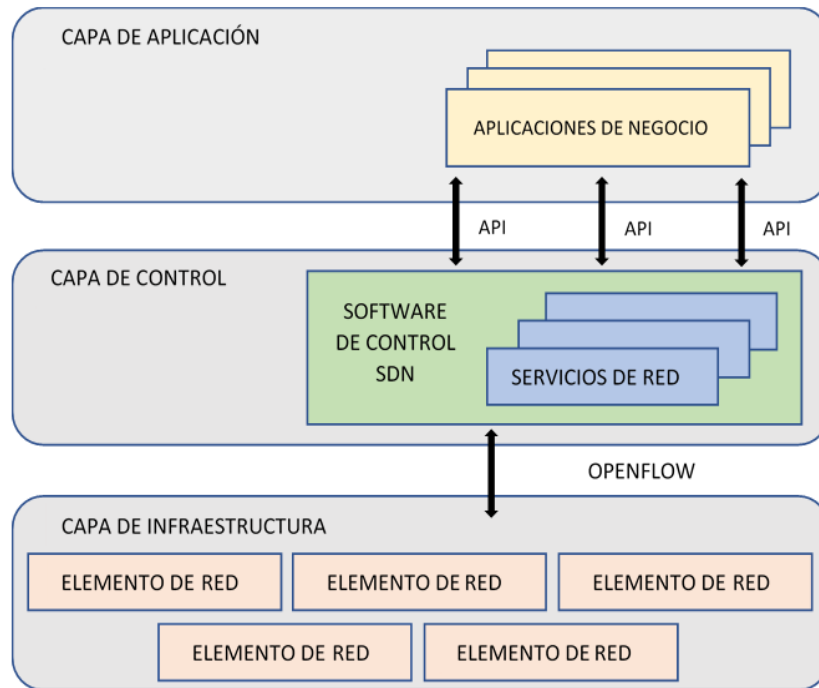 CAPA DE APLICACIÓN
APLICACIONES DE NEGOCIO
API
API
API
CAPA DE CONTROL
SOFTWARE
DE CONTROL
SDN
SERVICIOS DE RED
OPENFLOW
CAPA DE INFRAESTRUCTURA
ELEMENTO DE RED
ELEMENTO DE RED
ELEMENTO DE RED
ELEMENTO DE RED
ELEMENTO DE RED